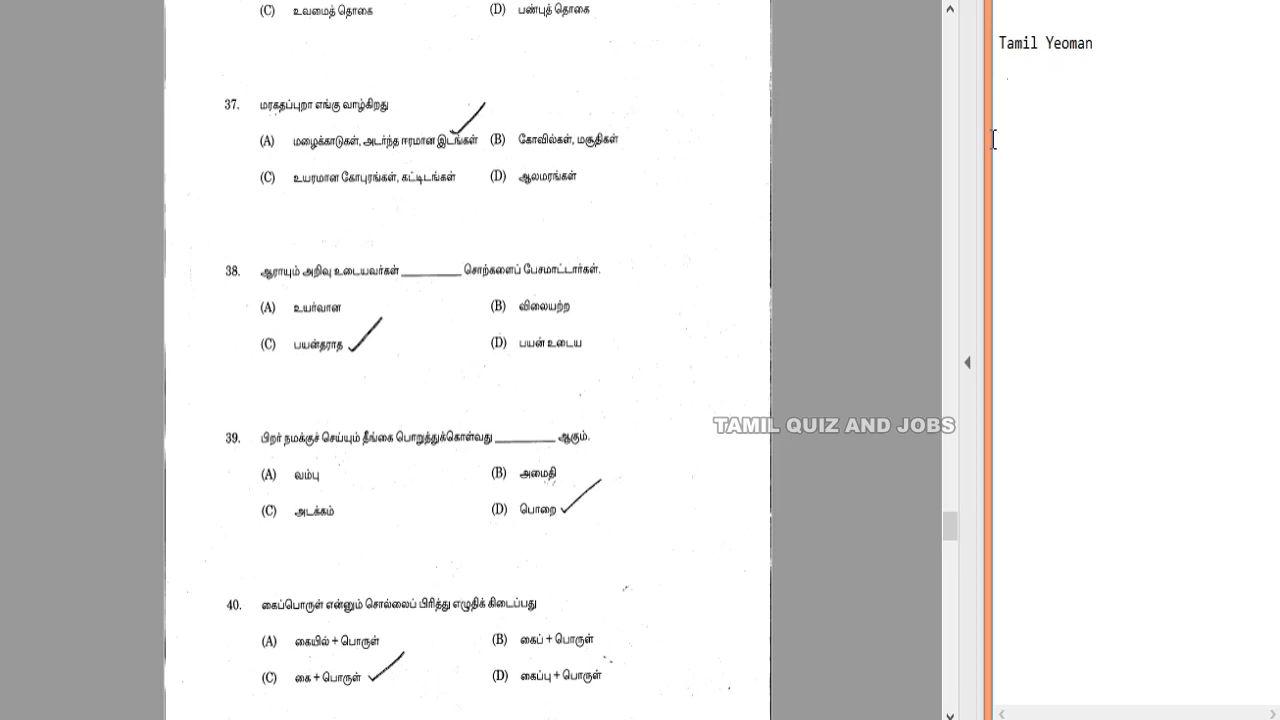 (C) உவமைத் தொகை (D) பண்புத் தொகை
Tamil Yeoman
37. மரகதப்புறா எங்கு வாழ்கிறது
(A) மழைக்காடுகள், அடர்ந்த ஈரமான இடங்கள் (B) கோவில்கள், மசூதிகள்
(C) உயரமான கோபுரங்கள், கட்டிடங்கள் (D) ஆலமரங்கள்
38. ஆராயும் அறிவு உடையவர்கள் __________ சொற்களைப் பேசமாட்டார்கள்.
(A) உயர்வான (B) விலையற்ற
(C) பயன்தராத (D) பயன் உடைய
TAMIL QUIZ AND JOBS
39. பிறர் நமக்குச் செய்யும் தீங்கை பொறுத்துக்கொள்வது __________ ஆகும்.
(A) வம்பு (B) அமைதி
(C) அடக்கம் (D) பொறை
40. கைப்பொருள் என்னும் சொல்லைப் பிரித்து எழுதிக் கிடைப்பது
(A) கையில் + பொருள் (B) கைப் + பொருள்
(C) கை + பொருள் (D) கைப்பு + பொருள்